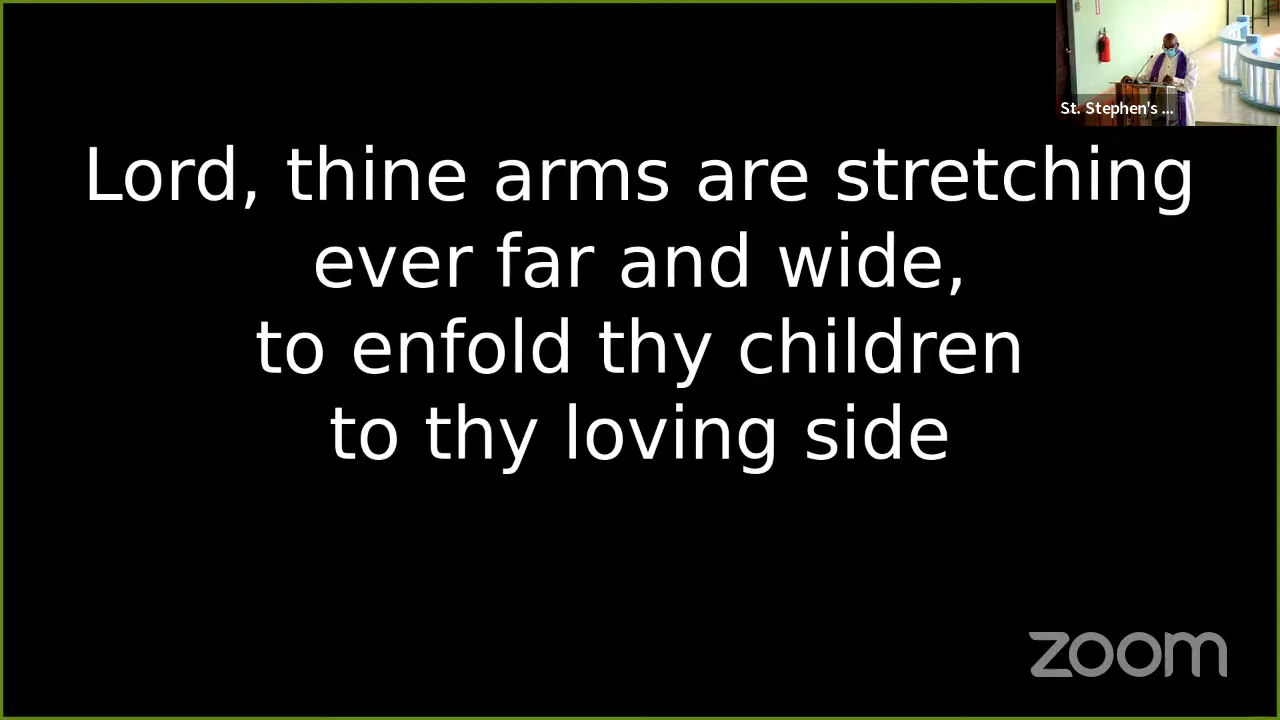 St. Stephen's ...
Lord, thine arms are stretching
ever far and wide,
to enfold thy children
to thy loving side
zoom